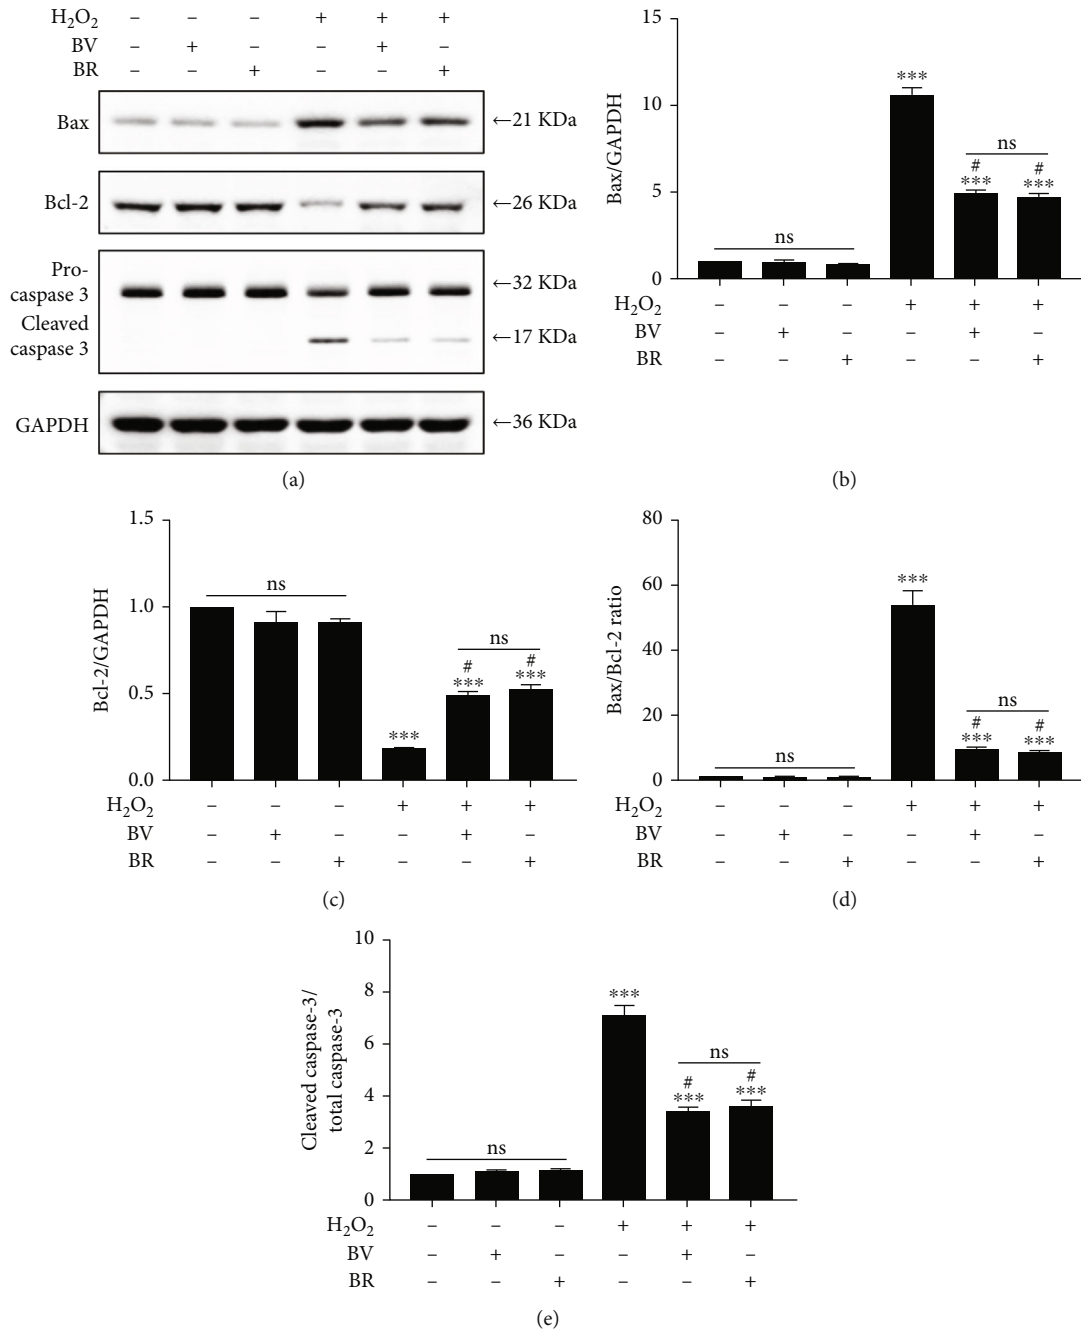 H₂O₂ – – – + + +
BV – + – – + –
BR – – + – – +
Bax ←21 KDa
Bcl-2 ←26 KDa
Pro-
caspase 3 ←32 KDa
Cleaved
caspase 3 ←17 KDa
GAPDH ←36 KDa
(a)
Bax/GAPDH
15
10
5
0
ns
***
#
***
ns
#
***
H₂O₂ – – – + + +
BV – + – – + –
BR – – + – – +
(b)
Bcl-2/GAPDH
1.5
1.0
0.5
0.0
ns
***
#
***
ns
#
***
H₂O₂ – – – + + +
BV – + – – + –
BR – – + – – +
(c)
Bax/Bcl-2 ratio
80
60
40
20
0
ns
***
#
***
ns
#
***
H₂O₂ – – – + + +
BV – + – – + –
BR – – + – – +
(d)
Cleaved caspase-3/
total caspase-3
10
8
6
4
2
0
ns
***
#
***
ns
#
***
H₂O₂ – – – + + +
BV – + – – + –
BR – – + – – +
(e)